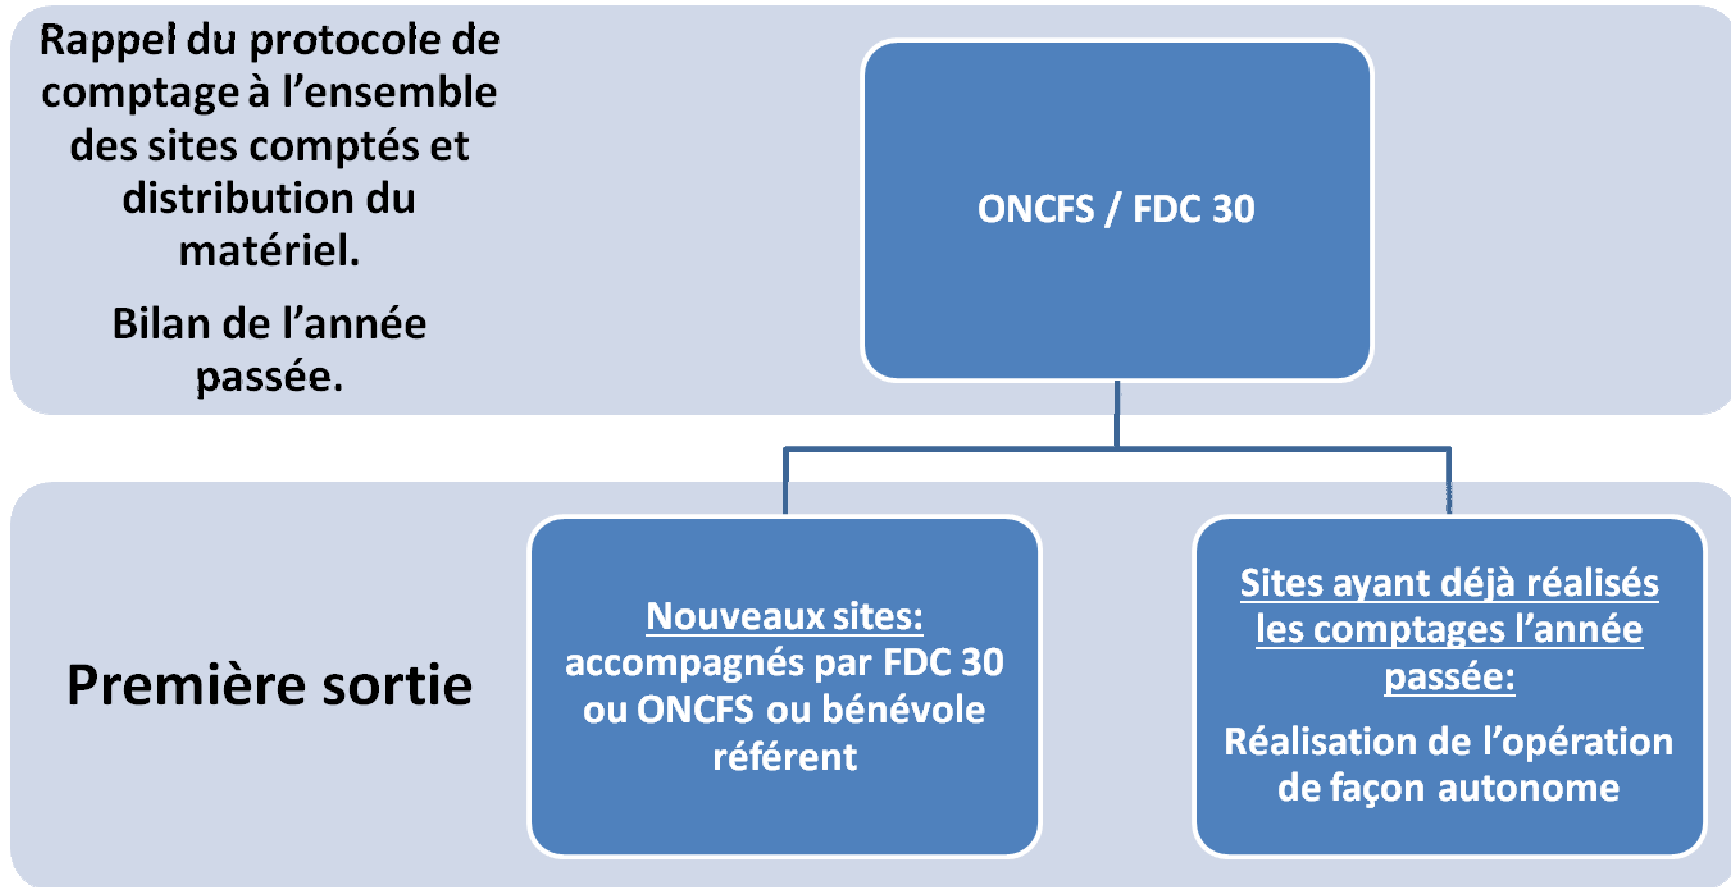 Rappel du protocole de
comptage à l’ensemble
des sites comptés et
distribution du
matériel.
Bilan de l’année
passée.
ONCFS / FDC 30
Première sortie
Nouveaux sites:
accompagnés par FDC 30
ou ONCFS ou bénévole
référent
Sites ayant déjà réalisés
les comptages l’année
passée:
Réalisation de l’opération
de façon autonome